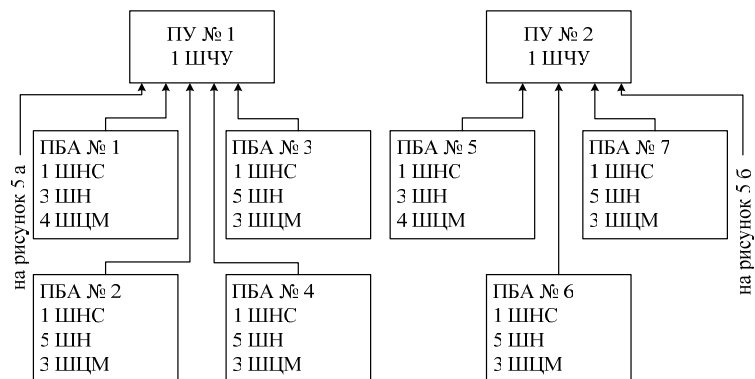 ПУ № 1
1 ШЧУ
ПУ № 2
1 ШЧУ
на рисунок 5 а
ПБА № 1
1 ШНС
3 ШН
4 ШЦМ
ПБА № 3
1 ШНС
5 ШН
3 ШЦМ
ПБА № 5
1 ШНС
3 ШН
4 ШЦМ
ПБА № 7
1 ШНС
5 ШН
3 ШЦМ
на рисунок 5 б
ПБА № 2
1 ШНС
5 ШН
3 ШЦМ
ПБА № 4
1 ШНС
5 ШН
3 ШЦМ
ПБА № 6
1 ШНС
5 ШН
3 ШЦМ